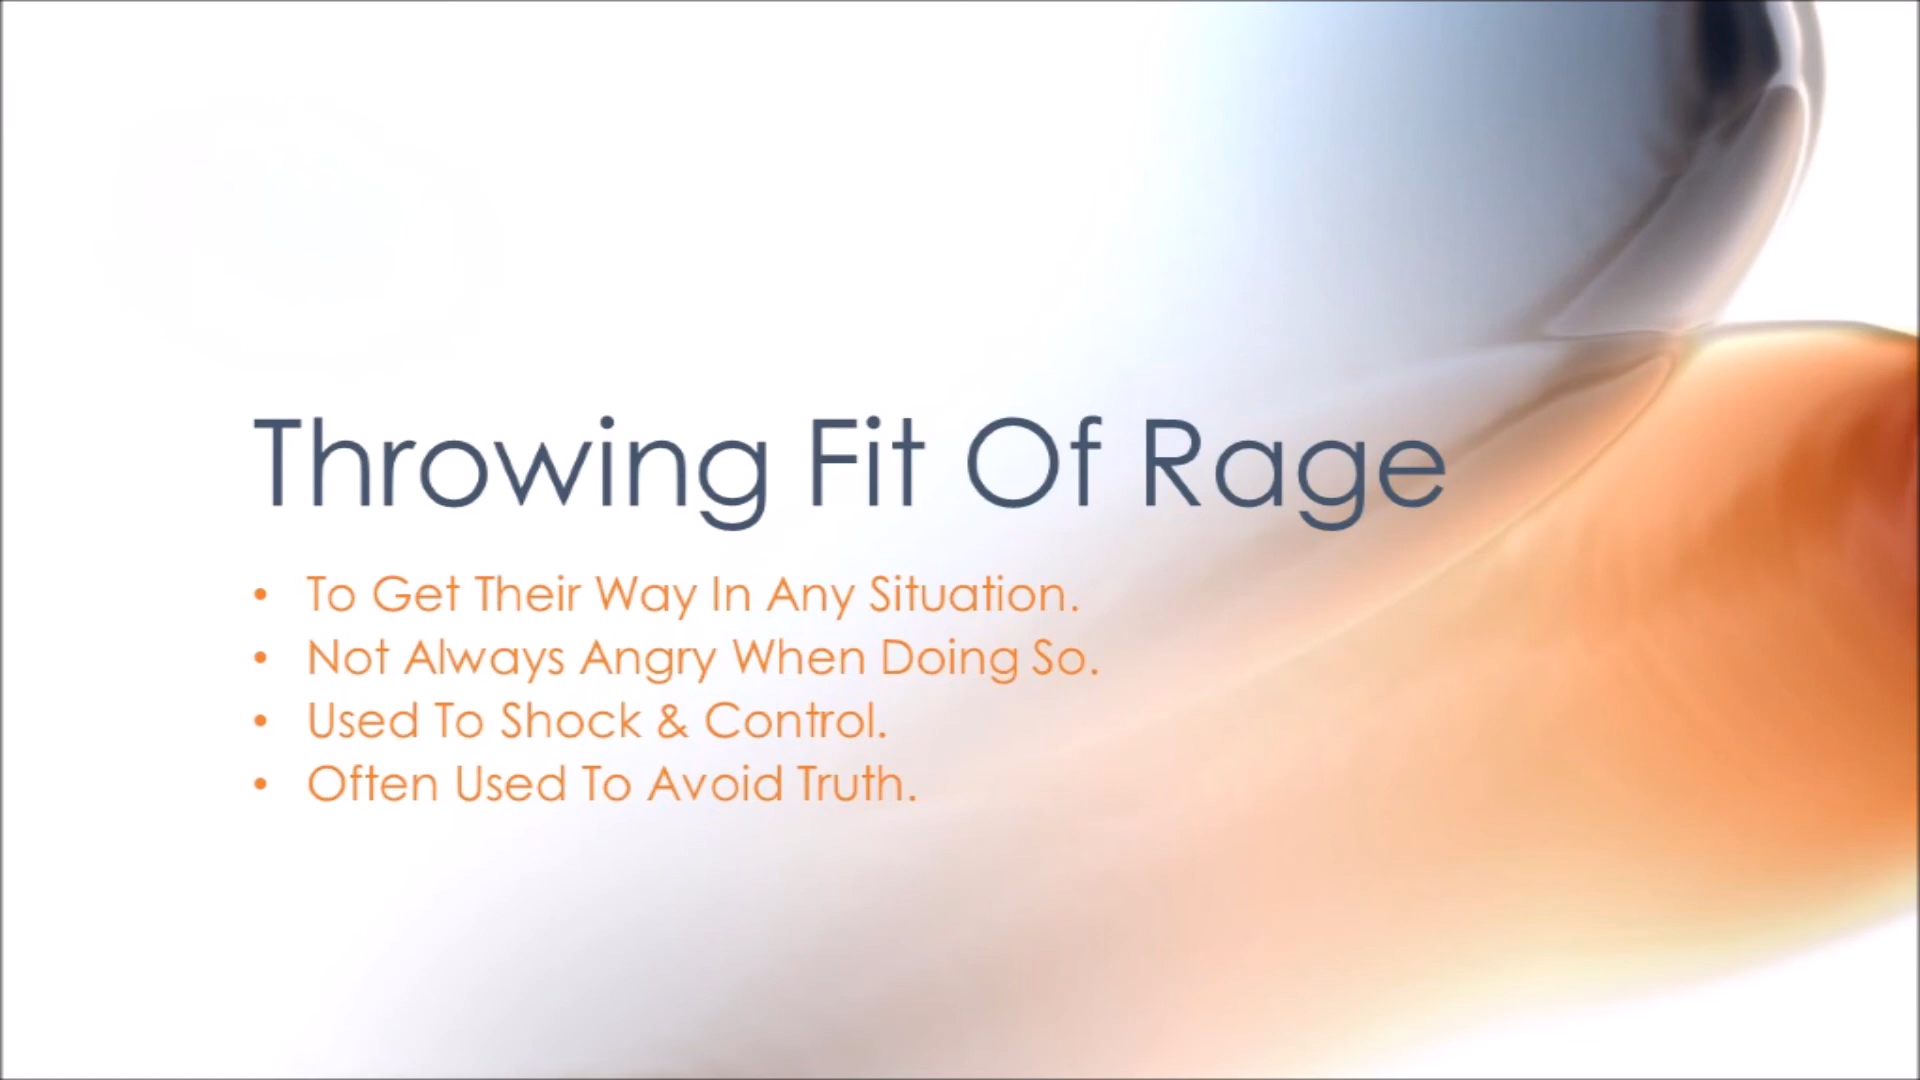 Throwing Fit Of Rage
• To Get Their Way In Any Situation.
• Not Always Angry When Doing So.
• Used To Shock & Control.
• Often Used To Avoid Truth.